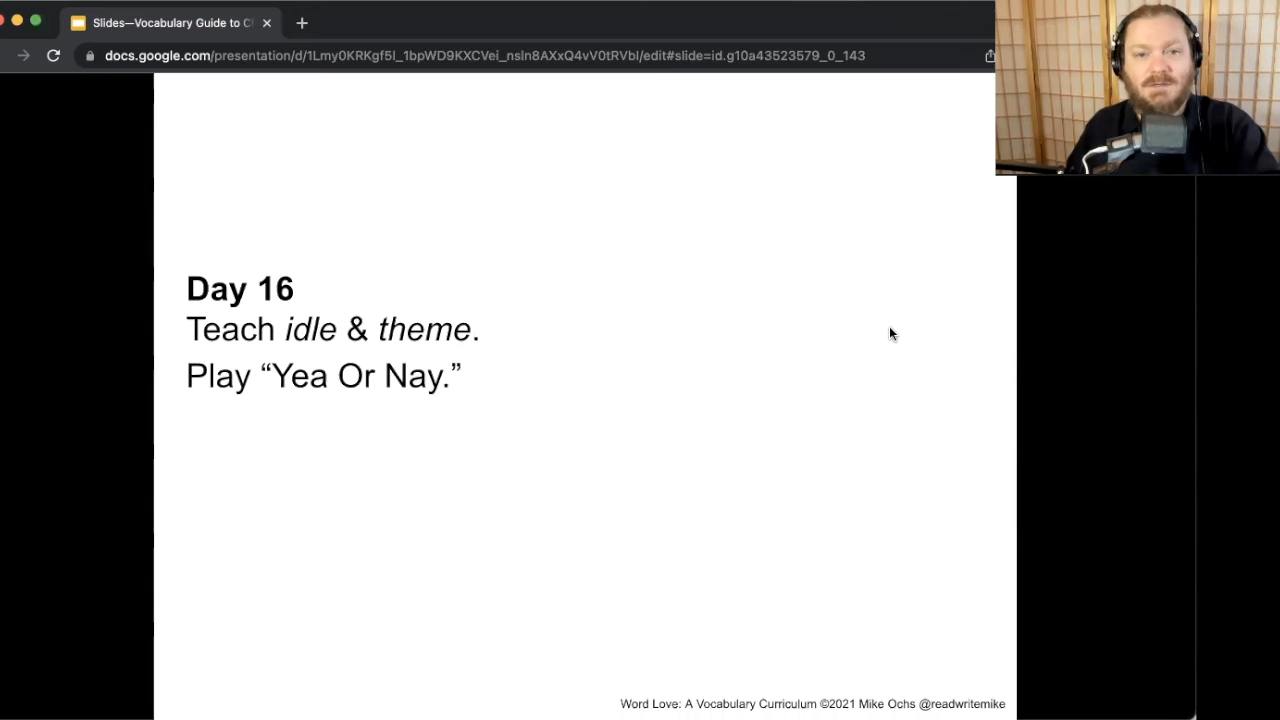 Slides—Vocabulary Guide to C
docs.google.com/presentation/d/1Lmy0KRKgf5l_1bpWD9KXCVei_nsln8AXxQ4vV0tRVbI/edit#slide=id.g10a43523579_0_143
Day 16
Teach idle & theme.
Play “Yea Or Nay.”
Word Love: A Vocabulary Curriculum ©2021 Mike Ochs @readwritemike